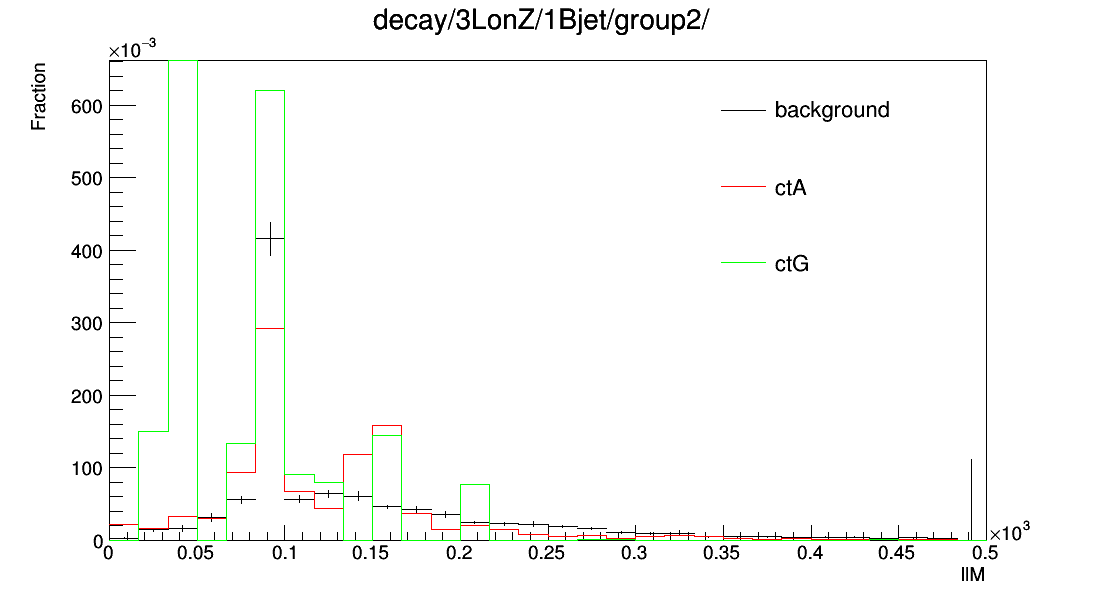 decay/3LonZ/1Bjet/group2/
×10⁻³
Fraction
600
500
400
300
200
100
0
background
ctA
ctG
0 0.05 0.1 0.15 0.2 0.25 0.3 0.35 0.4 0.45 0.5
×10³
llM